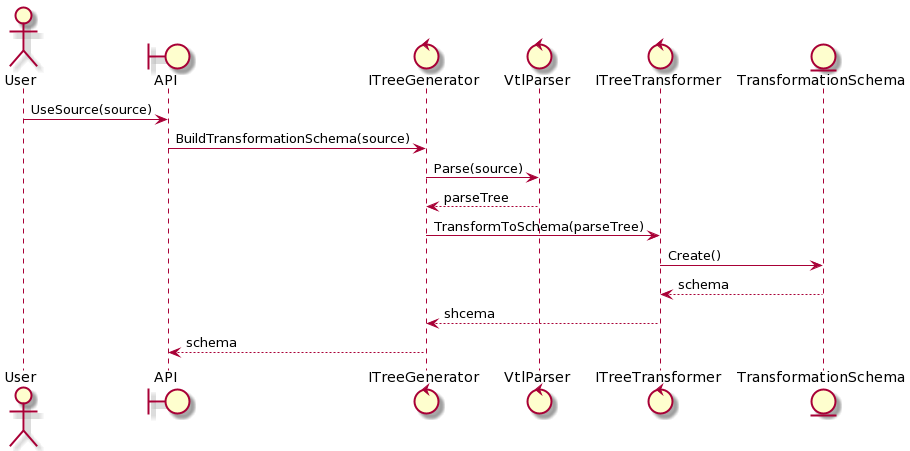 User API ITreeGenerator VtlParser ITreeTransformer TransformationSchema
UseSource(source)
BuildTransformationSchema(source)
Parse(source)
parseTree
TransformToSchema(parseTree)
Create()
schema
shcema
schema
User API ITreeGenerator VtlParser ITreeTransformer TransformationSchema